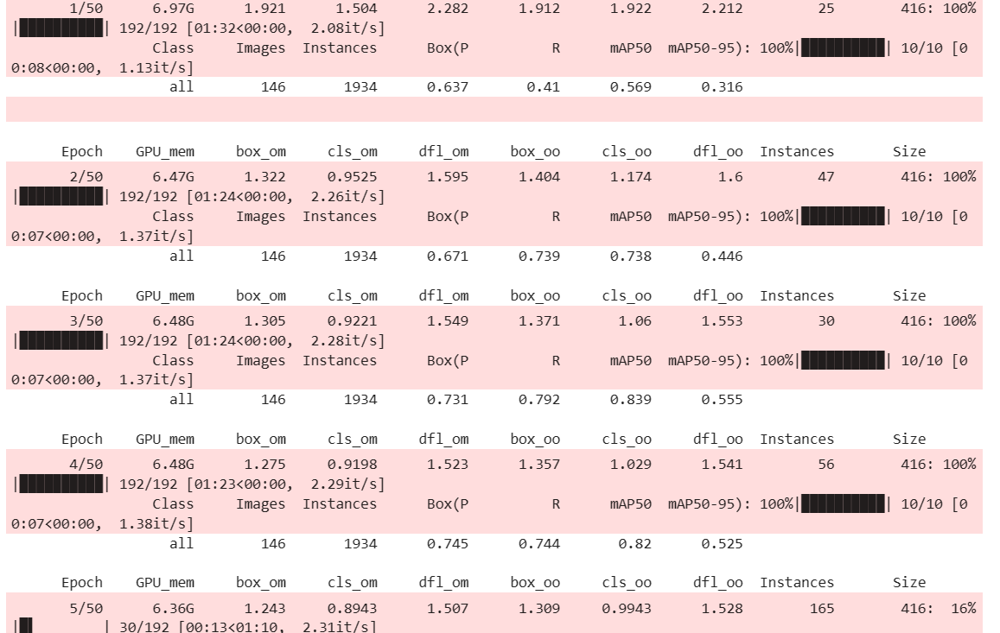 1/50 6.97G 1.921 1.504 2.282 1.912 1.922 2.212 25 416: 100%
|██████████| 192/192 [01:32<00:00, 2.08it/s]
Class Images Instances Box(P R mAP50 mAP50-95): 100%|██████████| 10/10 [0
0:08<00:00, 1.13it/s]
all 146 1934 0.637 0.41 0.569 0.316
Epoch GPU_mem box_om cls_om dfl_om box_oo cls_oo dfl_oo Instances Size
2/50 6.47G 1.322 0.9525 1.595 1.404 1.174 1.6 47 416: 100%
|██████████| 192/192 [01:24<00:00, 2.26it/s]
Class Images Instances Box(P R mAP50 mAP50-95): 100%|██████████| 10/10 [0
0:07<00:00, 1.37it/s]
all 146 1934 0.671 0.739 0.738 0.446
Epoch GPU_mem box_om cls_om dfl_om box_oo cls_oo dfl_oo Instances Size
3/50 6.48G 1.305 0.9221 1.549 1.371 1.06 1.553 30 416: 100%
|██████████| 192/192 [01:24<00:00, 2.28it/s]
Class Images Instances Box(P R mAP50 mAP50-95): 100%|██████████| 10/10 [0
0:07<00:00, 1.37it/s]
all 146 1934 0.731 0.792 0.839 0.555
Epoch GPU_mem box_om cls_om dfl_om box_oo cls_oo dfl_oo Instances Size
4/50 6.48G 1.275 0.9198 1.523 1.357 1.029 1.541 56 416: 100%
|██████████| 192/192 [01:23<00:00, 2.29it/s]
Class Images Instances Box(P R mAP50 mAP50-95): 100%|██████████| 10/10 [0
0:07<00:00, 1.38it/s]
all 146 1934 0.745 0.744 0.82 0.525
Epoch GPU_mem box_om cls_om dfl_om box_oo cls_oo dfl_oo Instances Size
5/50 6.36G 1.243 0.8943 1.507 1.309 0.9943 1.528 165 416: 16%
|█▌ | 30/192 [00:13<01:10, 2.31it/s]